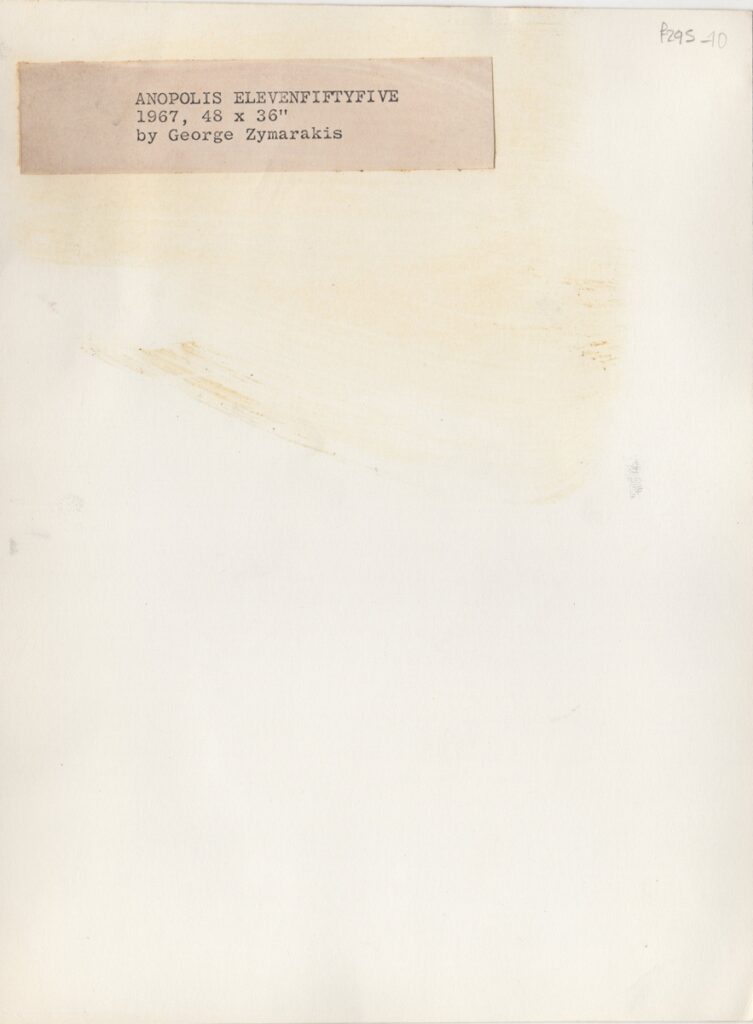 P295-10
ANOPOLIS ELEVENFIFTYFIVE
1967, 48 x 36"
by George Zymarakis